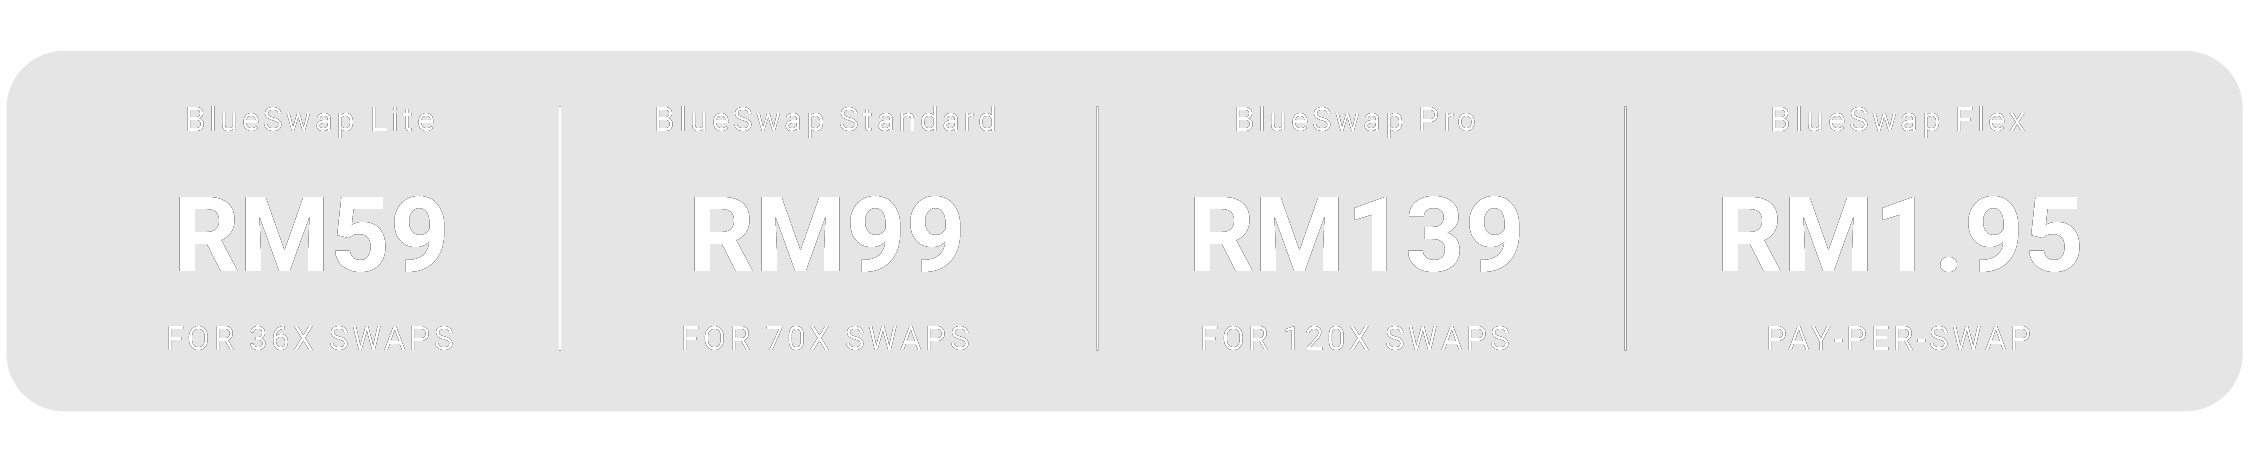 BlueSwap Lite
RM59
FOR 36X SWAPS
BlueSwap Standard
RM99
FOR 70X SWAPS
BlueSwap Pro
RM139
FOR 120X SWAPS
BlueSwap Flex
RM1.95
PAY-PER-SWAP